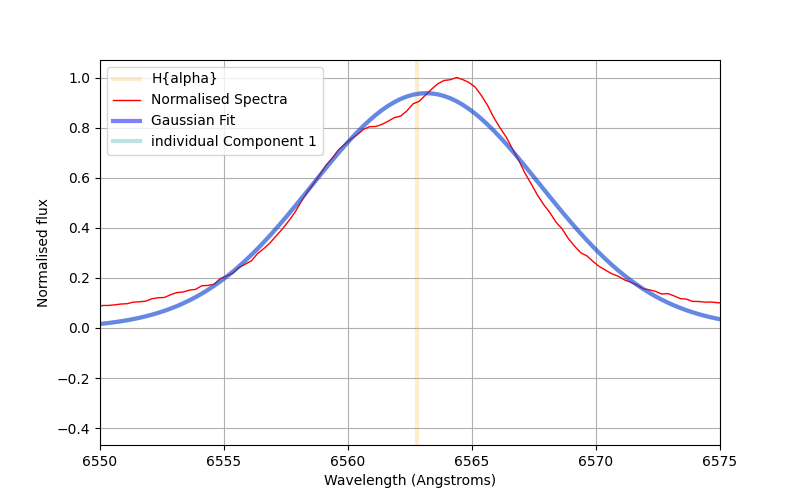 H{alpha}
Normalised Spectra
Gaussian Fit
individual Component 1
Normalised flux
1.0
0.8
0.6
0.4
0.2
0.0
−0.2
−0.4
6550 6555 6560 6565 6570 6575
Wavelength (Angstroms)